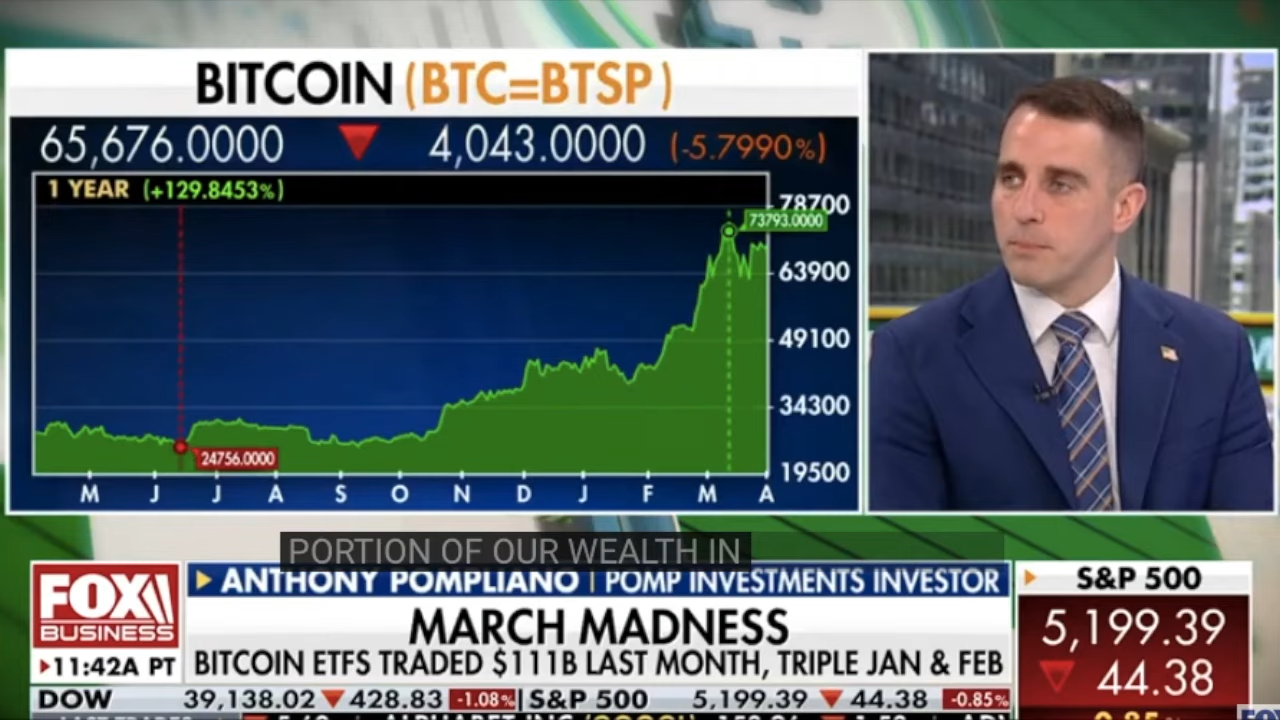 BITCOIN (BTC=BTSP)
65,676.0000 ▼ 4,043.0000 (-5.7990%)
1 YEAR (+129.8453%)
78700
73793.0000
63900
49100
34300
24756.0000
19500
M J J A S O N D J F M A
PORTION OF OUR WEALTH IN
ANTHONY POMPLIANO | POMP INVESTMENTS INVESTOR
FOX
BUSINESS
MARCH MADNESS
BITCOIN ETFS TRADED $111B LAST MONTH, TRIPLE JAN & FEB
11:42A PT
S&P 500
5,199.39
▼ 44.38
DOW 39,138.02 ▼ 428.83 -1.08% S&P 500 5,199.39 ▼ 44.38 -0.85%